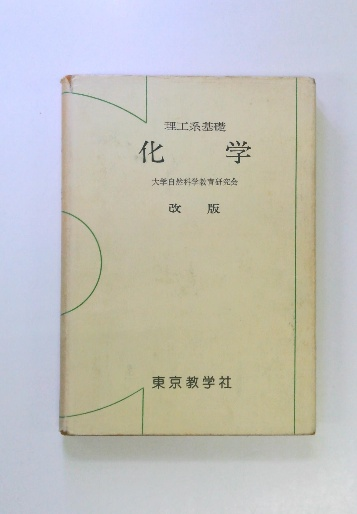 理工系基礎
化学
大学自然科学教育研究会
改版
東京教学社